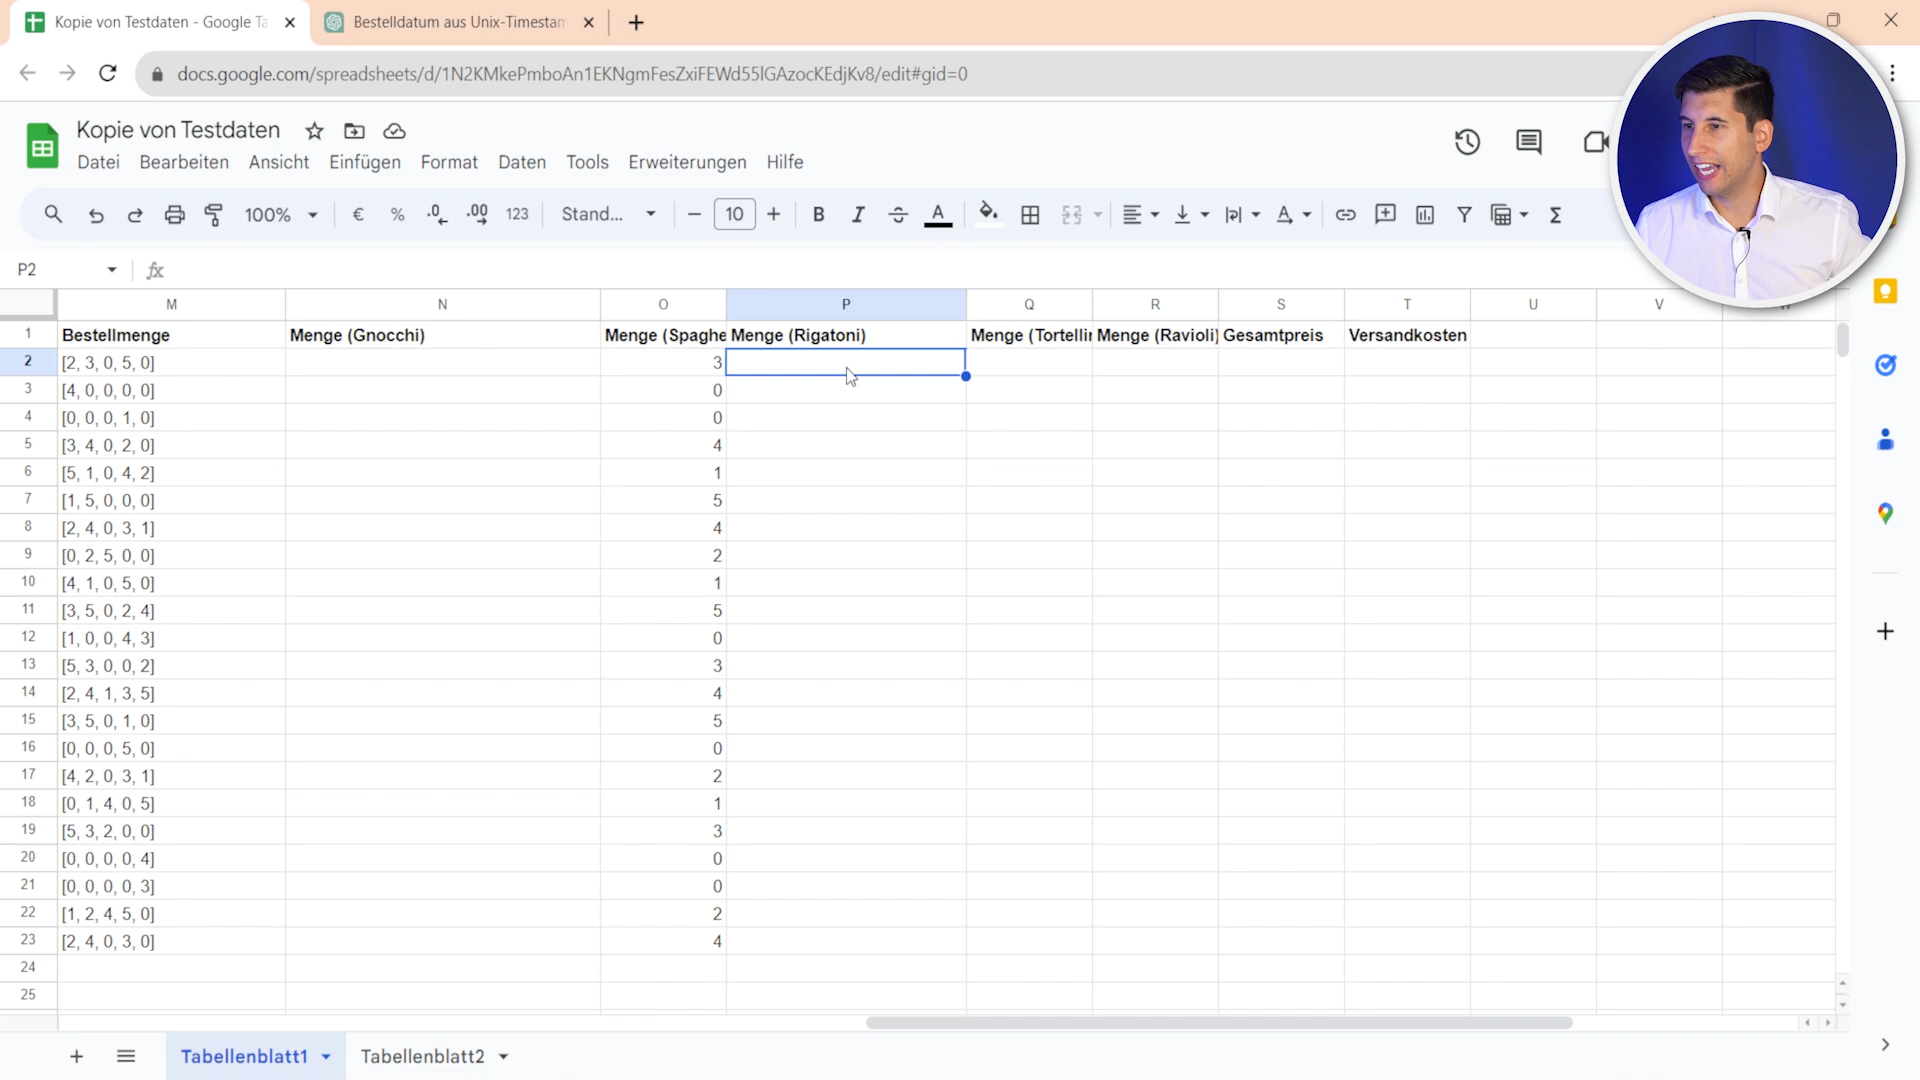 Kopie von Testdaten - Google Ta
Bestelldatum aus Unix-Timestam
docs.google.com/spreadsheets/d/1N2KMkePmboAn1EKNgmFesZxiFEWd55lGAzocKEdjKv8/edit#gid=0
Kopie von Testdaten
Datei Bearbeiten Ansicht Einfügen Format Daten Tools Erweiterungen Hilfe
100% € % .0 .00 123 Stand... 10 B I A Σ
P2 fx
M N O P Q R S T U V
1 Bestellmenge Menge (Gnocchi) Menge (Spaghe Menge (Rigatoni) Menge (Tortellin Menge (Ravioli) Gesamtpreis Versandkosten
2 [2, 3, 0, 5, 0] 3
3 [4, 0, 0, 0, 0] 0
4 [0, 0, 0, 1, 0] 0
5 [3, 4, 0, 2, 0] 4
6 [5, 1, 0, 4, 2] 1
7 [1, 5, 0, 0, 0] 5
8 [2, 4, 0, 3, 1] 4
9 [0, 2, 5, 0, 0] 2
10 [4, 1, 0, 5, 0] 1
11 [3, 5, 0, 2, 4] 5
12 [1, 0, 0, 4, 3] 0
13 [5, 3, 0, 0, 2] 3
14 [2, 4, 1, 3, 5] 4
15 [3, 5, 0, 1, 0] 5
16 [0, 0, 0, 5, 0] 0
17 [4, 2, 0, 3, 1] 2
18 [0, 1, 4, 0, 5] 1
19 [5, 3, 2, 0, 0] 3
20 [0, 0, 0, 0, 4] 0
21 [0, 0, 0, 0, 3] 0
22 [1, 2, 4, 5, 0] 2
23 [2, 4, 0, 3, 0] 4
24
25
Tabellenblatt1 Tabellenblatt2